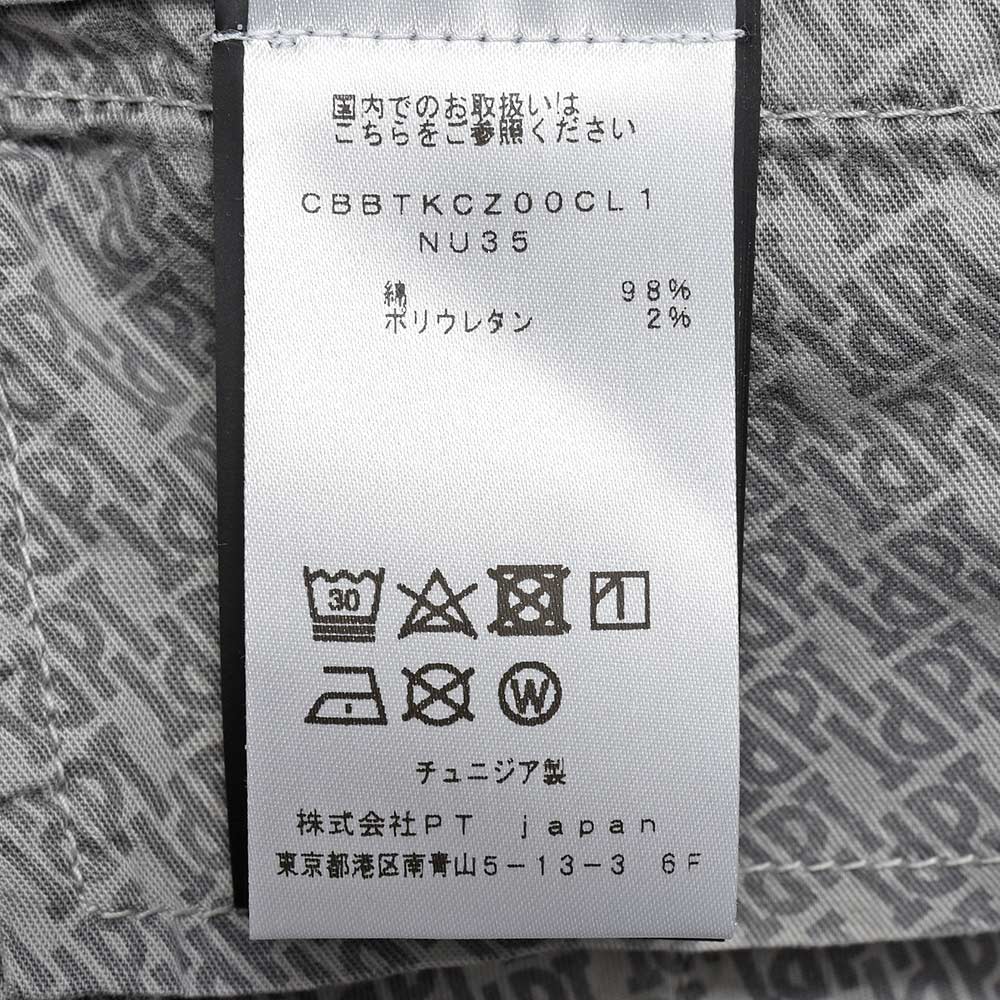 国内でのお取扱いは
こちらをご参照ください
CBBTKCZ00CL1
NU35
綿 98%
ポリウレタン 2%
30
W
チュニジア製
株式会社PT japan
東京都港区南青山5-13-3 6F